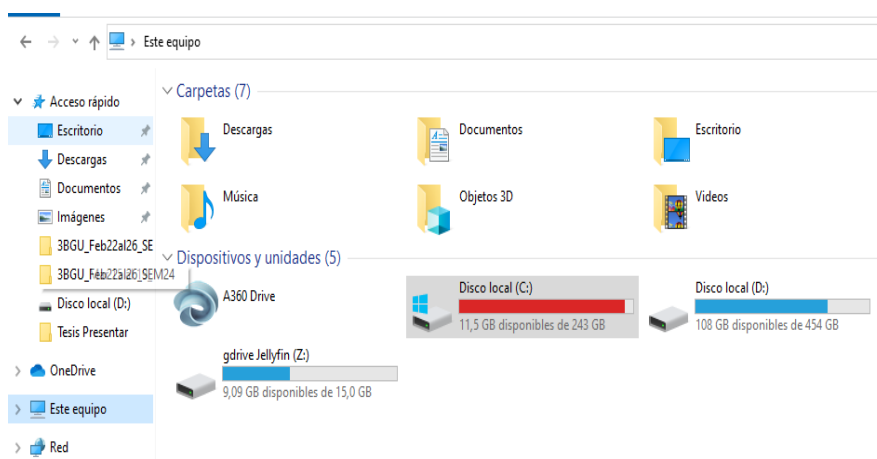 Este equipo
Acceso rápido
Escritorio
Descargas
Documentos
Imágenes
3BGU_Feb22al26_SE
3BGU_Feb22al26_SEM24
Disco local (D:)
Tesis Presentar
OneDrive
Este equipo
Red
Carpetas (7)
Descargas
Documentos
Escritorio
Música
Objetos 3D
Videos
Dispositivos y unidades (5)
A360 Drive
Disco local (C:)
11,5 GB disponibles de 243 GB
Disco local (D:)
108 GB disponibles de 454 GB
gdrive Jellyfin (Z:)
9,09 GB disponibles de 15,0 GB